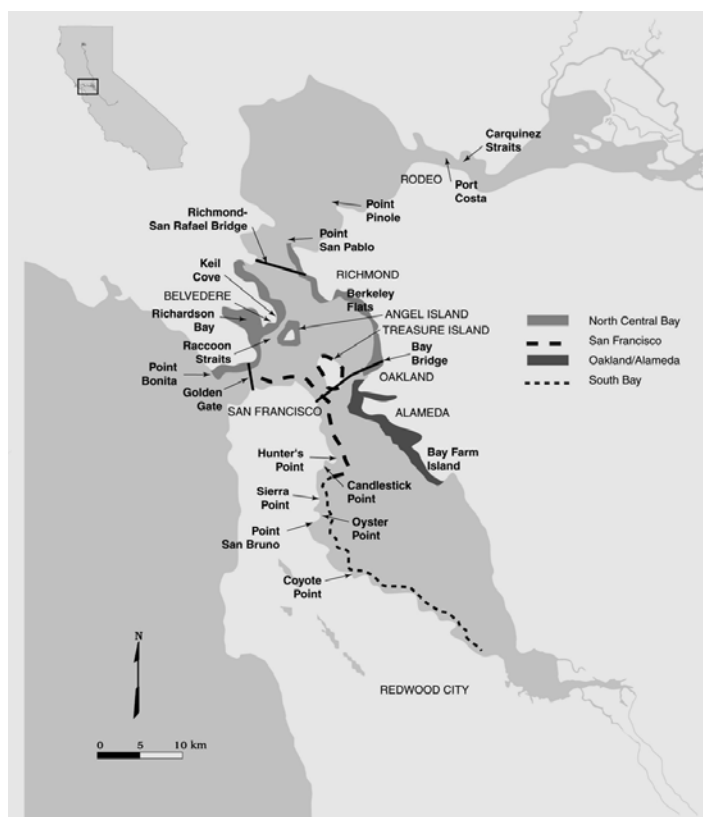 Carquinez
Straits
RODEO
Port
Costa
Point
Pinole
Richmond-
San Rafael Bridge
Point
San Pablo
Keil
Cove
RICHMOND
BELVEDERE
Berkeley
Flats
Richardson
Bay
ANGEL ISLAND
TREASURE ISLAND
Raccoon
Straits
Bay
Bridge
Point
Bonita
OAKLAND
Golden
Gate
SAN FRANCISCO
ALAMEDA
North Central Bay
San Francisco
Oakland/Alameda
South Bay
Hunter's
Point
Bay Farm
Island
Candlestick
Point
Sierra
Point
Oyster
Point
Point
San Bruno
Coyote
Point
N
REDWOOD CITY
0 5 10 km